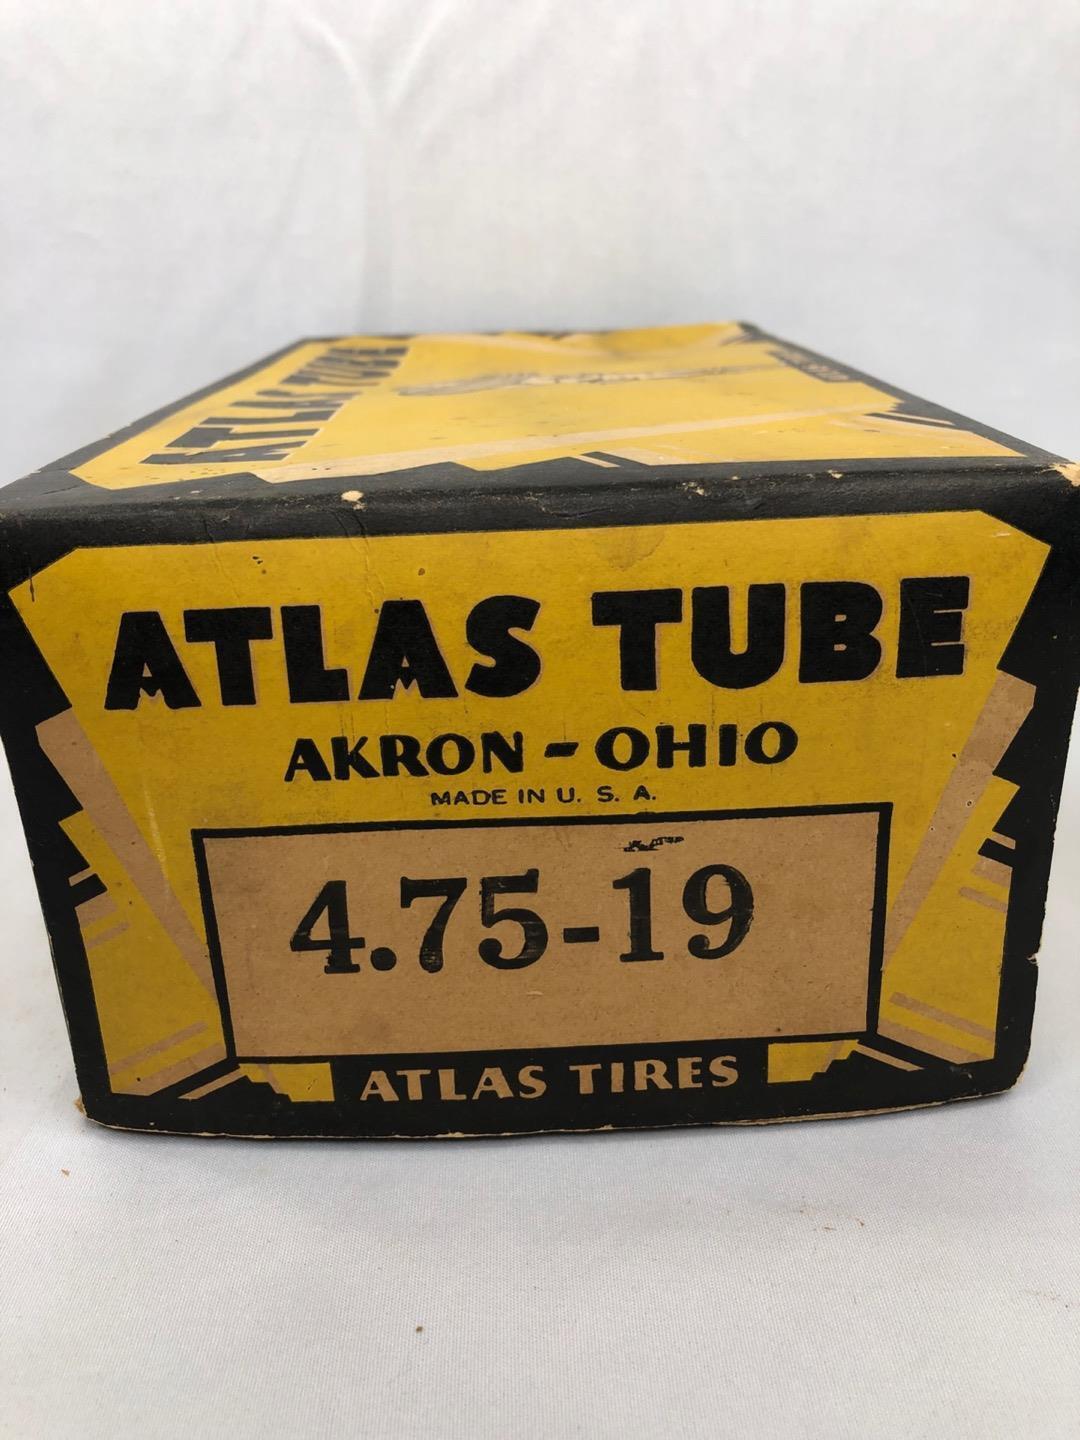 ATLAS TUBE
ATLAS TUBE
AKRON - OHIO
MADE IN U. S. A.
4.75-19
ATLAS TIRES